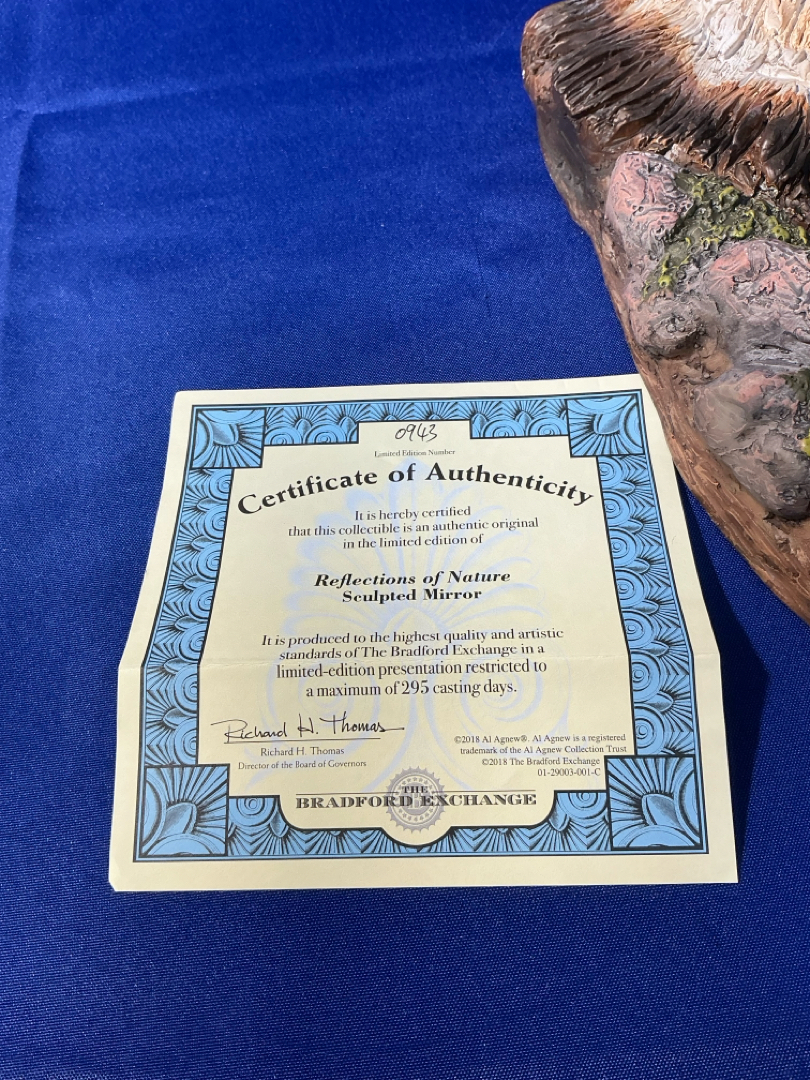 0943
Limited Edition Number
Certificate of Authenticity
It is hereby certified
that this collectible is an authentic original
in the limited edition of
Reflections of Nature
Sculpted Mirror
It is produced to the highest quality and artistic
standards of The Bradford Exchange in a
limited-edition presentation restricted to
a maximum of 295 casting days.
Richard H. Thomas
Richard H. Thomas
Director of the Board of Governors
©2018 Al Agnew®. Al Agnew is a registered
trademark of the Al Agnew Collection Trust
©2018 The Bradford Exchange
01-29003-001-C
THE
BRADFORD EXCHANGE